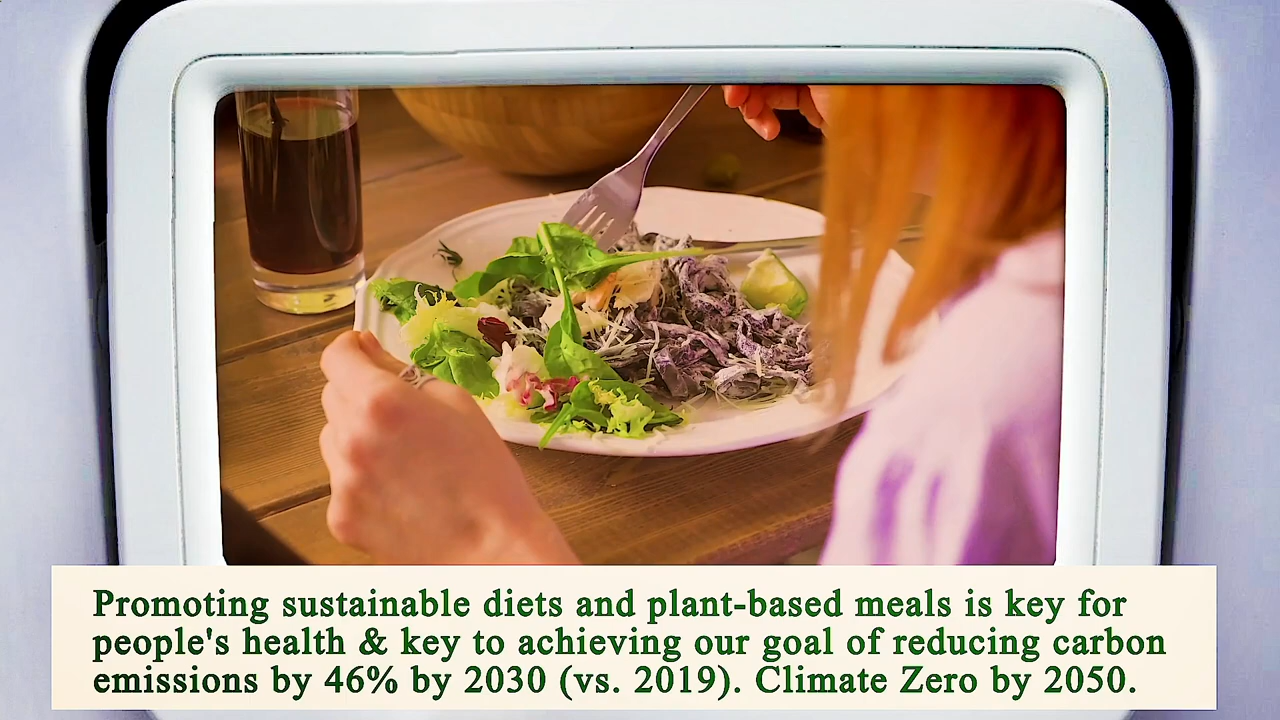 Promoting sustainable diets and plant-based meals is key for
people's health & key to achieving our goal of reducing carbon
emissions by 46% by 2030 (vs. 2019). Climate Zero by 2050.